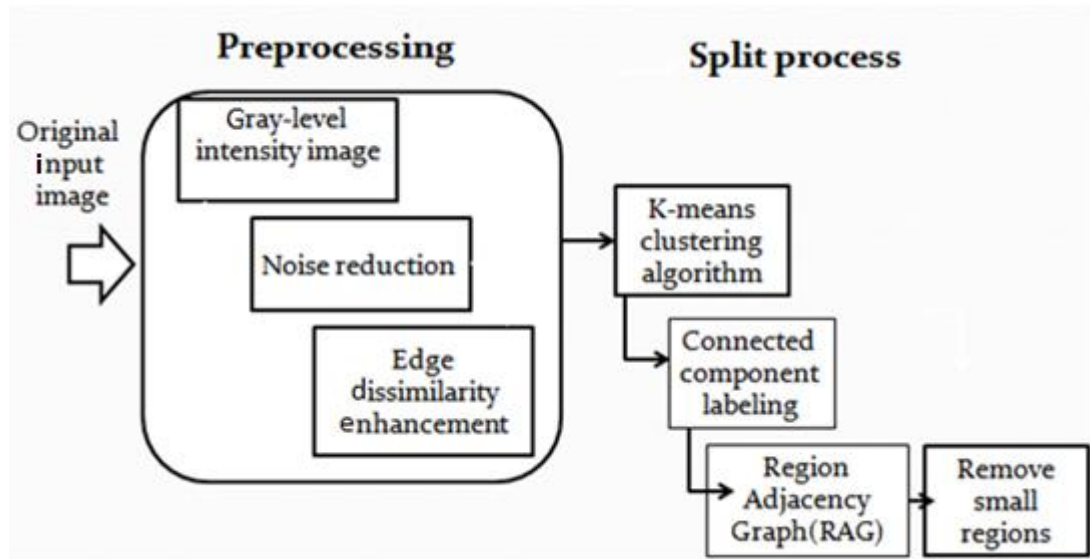 Preprocessing
Split process
Original
input
image
Gray-level
intensity image
Noise reduction
Edge
dissimilarity
enhancement
K-means
clustering
algorithm
Connected
component
labeling
Region
Adjacency
Graph(RAG)
Remove
small
regions